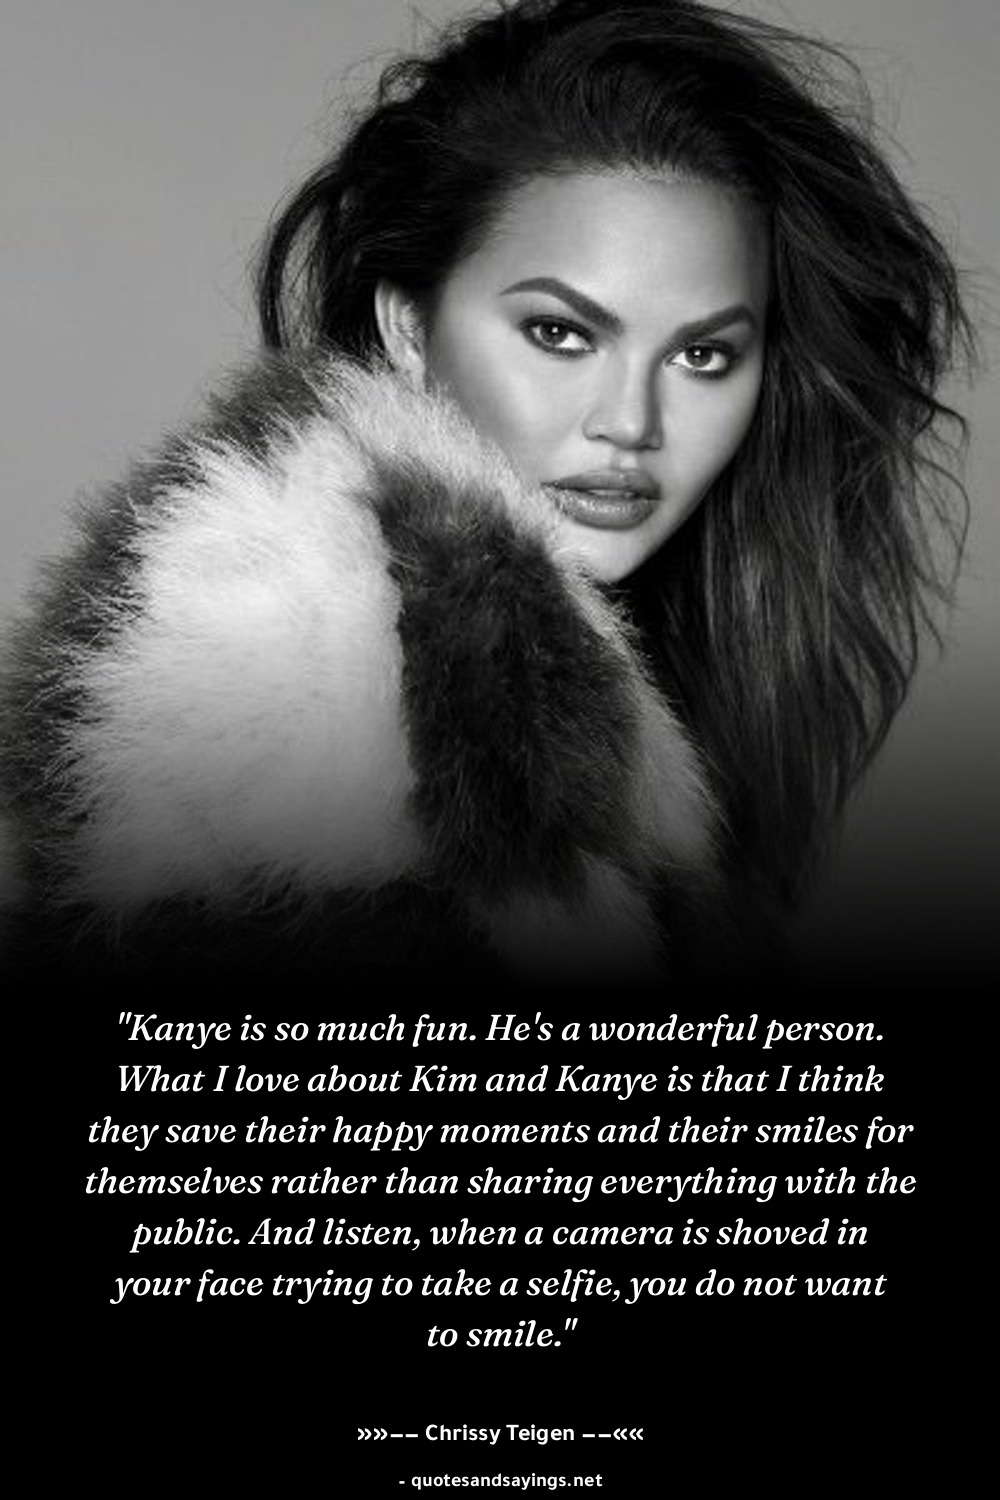 "Kanye is so much fun. He's a wonderful person.
What I love about Kim and Kanye is that I think
they save their happy moments and their smiles for
themselves rather than sharing everything with the
public. And listen, when a camera is shoved in
your face trying to take a selfie, you do not want
to smile."
»»−− Chrissy Teigen −−««
- quotesandsayings.net